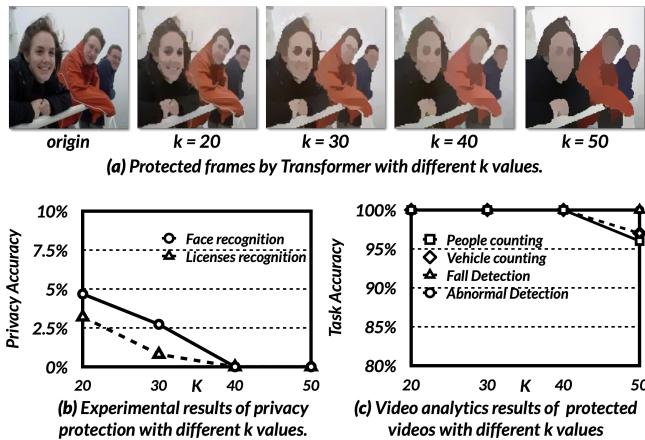 origin k = 20 k = 30 k = 40 k = 50
(a) Protected frames by Transformer with different k values.
Privacy Accuracy
10%
7.5%
5%
2.5%
0%
Face recognition
Licenses recognition
20 30 K 40 50
(b) Experimental results of privacy
protection with different k values.
Task Accuracy
100%
95%
90%
85%
80%
People counting
Vehicle counting
Fall Detection
Abnormal Detection
20 30 K 40 50
(c) Video analytics results of protected
videos with different k values